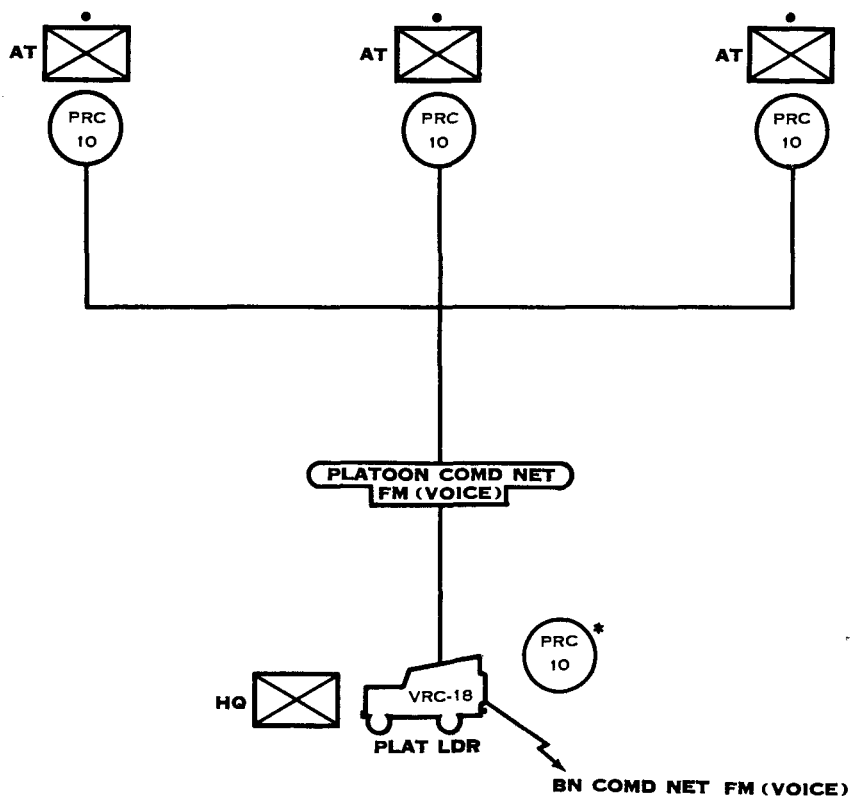 AT
AT
AT
PRC
10
PRC
10
PRC
10
PLATOON COMD NET
FM (VOICE)
PRC
10
*
HQ
VRC-18
PLAT LDR
BN COMD NET FM (VOICE)